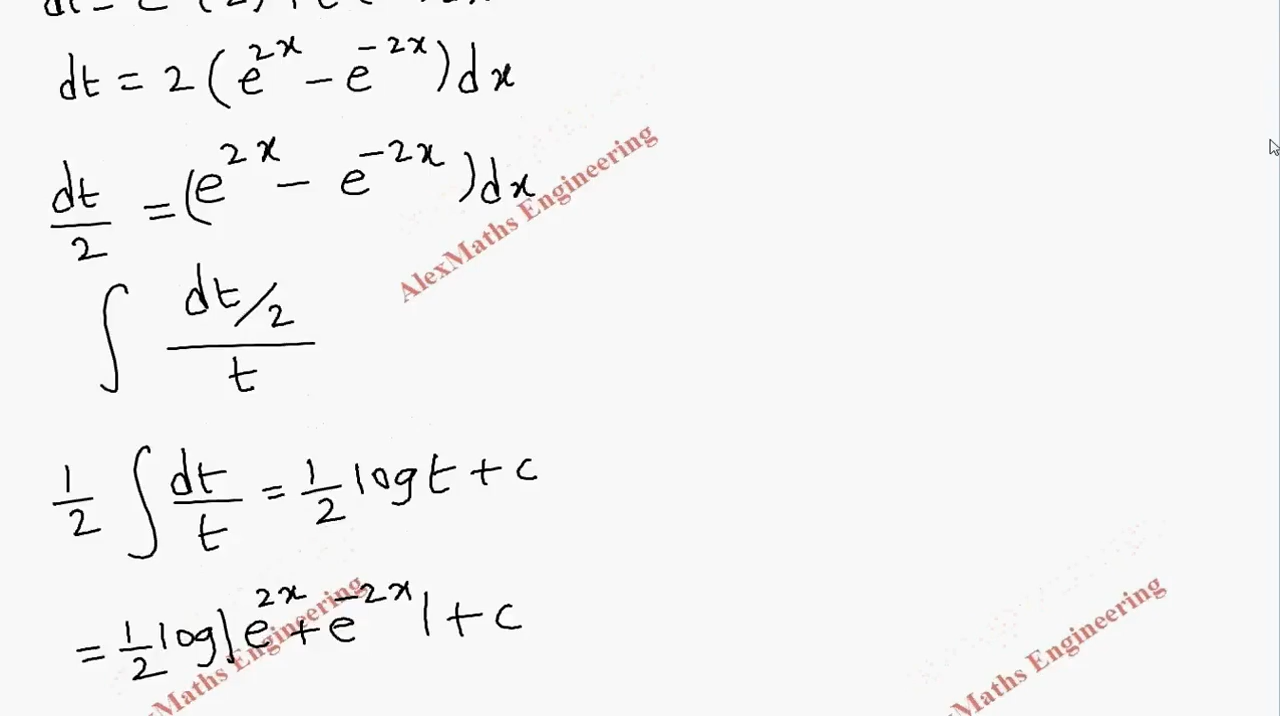 dt = 2(e^{2x} - e^{-2x})dx
dt/2 = (e^{2x} - e^{-2x})dx
AlexMaths Engineering
∫ (dt/2)/t
1/2 ∫ dt/t = 1/2 log t + c
= 1/2 log|e^{2x} + e^{-2x}| + c
Maths Engineering
Maths Engineering